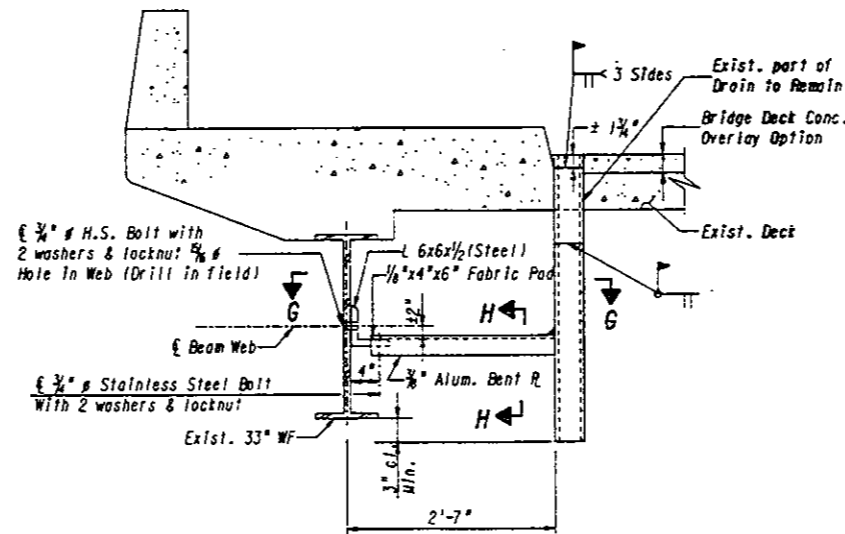 3 Sides
Exist. part of
Drain to Remain
± 1¾"
Bridge Deck Conc.
Overlay Option
Exist. Deck
℄ ¾" ø H.S. Bolt with
2 washers & locknut 15/16 ø
Hole in Web (Drill in field)
L 6x6x1/2 (Steel)
1/8"x4"x6" Fabric Pad
G
H
G
±2"
℄ Beam Web
4"
3/8" Alum. Bent ℞
℄ ¾" ø Stainless Steel Bolt
With 2 washers & locknut
H
Exist. 33" WF
3" cl.
Min.
2'-7"